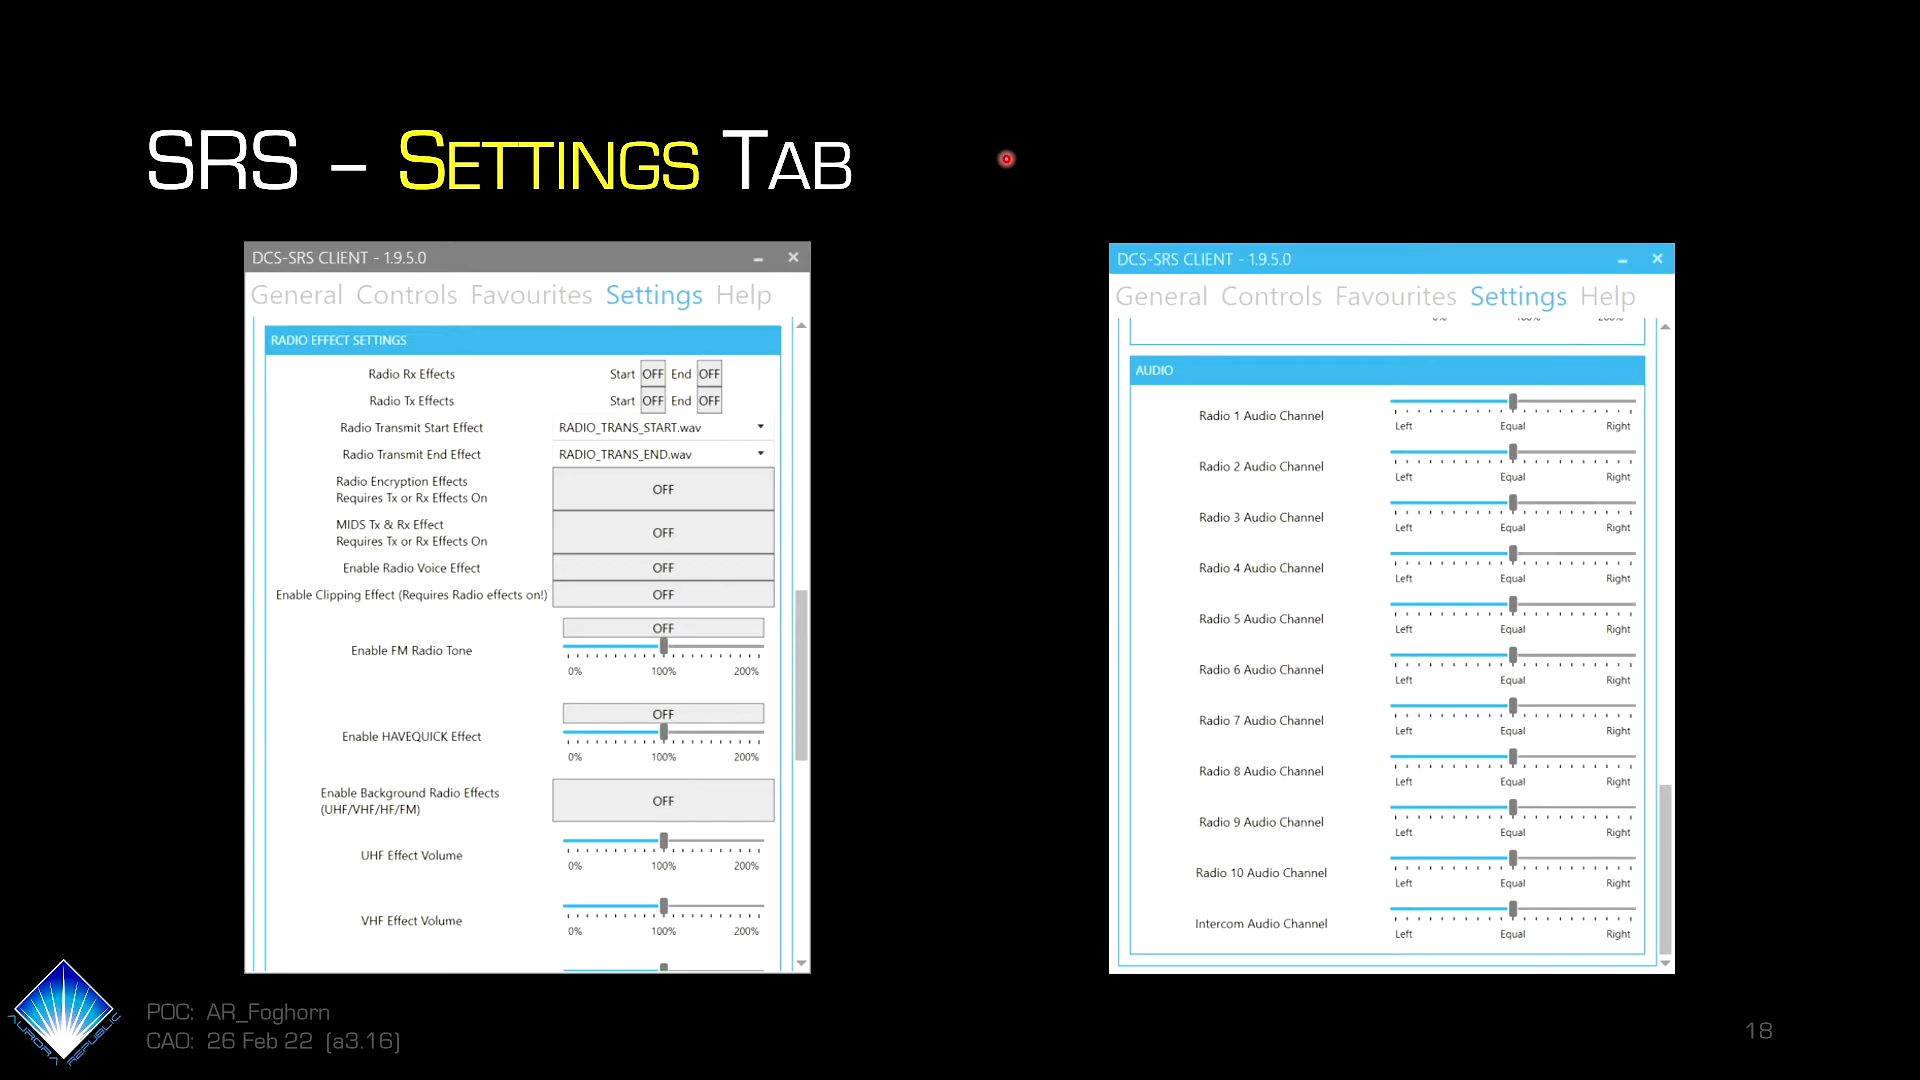 SRS – SETTINGS TAB
DCS-SRS CLIENT - 1.9.5.0
General Controls Favourites Settings Help
RADIO EFFECT SETTINGS
Radio Rx Effects Start OFF End OFF
Radio Tx Effects Start OFF End OFF
Radio Transmit Start Effect RADIO_TRANS_START.wav
Radio Transmit End Effect RADIO_TRANS_END.wav
Radio Encryption Effects
Requires Tx or Rx Effects On OFF
MIDS Tx & Rx Effect
Requires Tx or Rx Effects On OFF
Enable Radio Voice Effect OFF
Enable Clipping Effect (Requires Radio effects on!) OFF
OFF
Enable FM Radio Tone
0% 100% 200%
OFF
Enable HAVEQUICK Effect
0% 100% 200%
Enable Background Radio Effects
(UHF/VHF/HF/FM) OFF
UHF Effect Volume
0% 100% 200%
VHF Effect Volume
0% 100% 200%
DCS-SRS CLIENT - 1.9.5.0
General Controls Favourites Settings Help
0% 100% 200%
AUDIO
Radio 1 Audio Channel
Left Equal Right
Radio 2 Audio Channel
Left Equal Right
Radio 3 Audio Channel
Left Equal Right
Radio 4 Audio Channel
Left Equal Right
Radio 5 Audio Channel
Left Equal Right
Radio 6 Audio Channel
Left Equal Right
Radio 7 Audio Channel
Left Equal Right
Radio 8 Audio Channel
Left Equal Right
Radio 9 Audio Channel
Left Equal Right
Radio 10 Audio Channel
Left Equal Right
Intercom Audio Channel
Left Equal Right
AURORA REPUBLIC
POC: AR_Foghorn
CAO: 26 Feb 22 (a3.16)
18